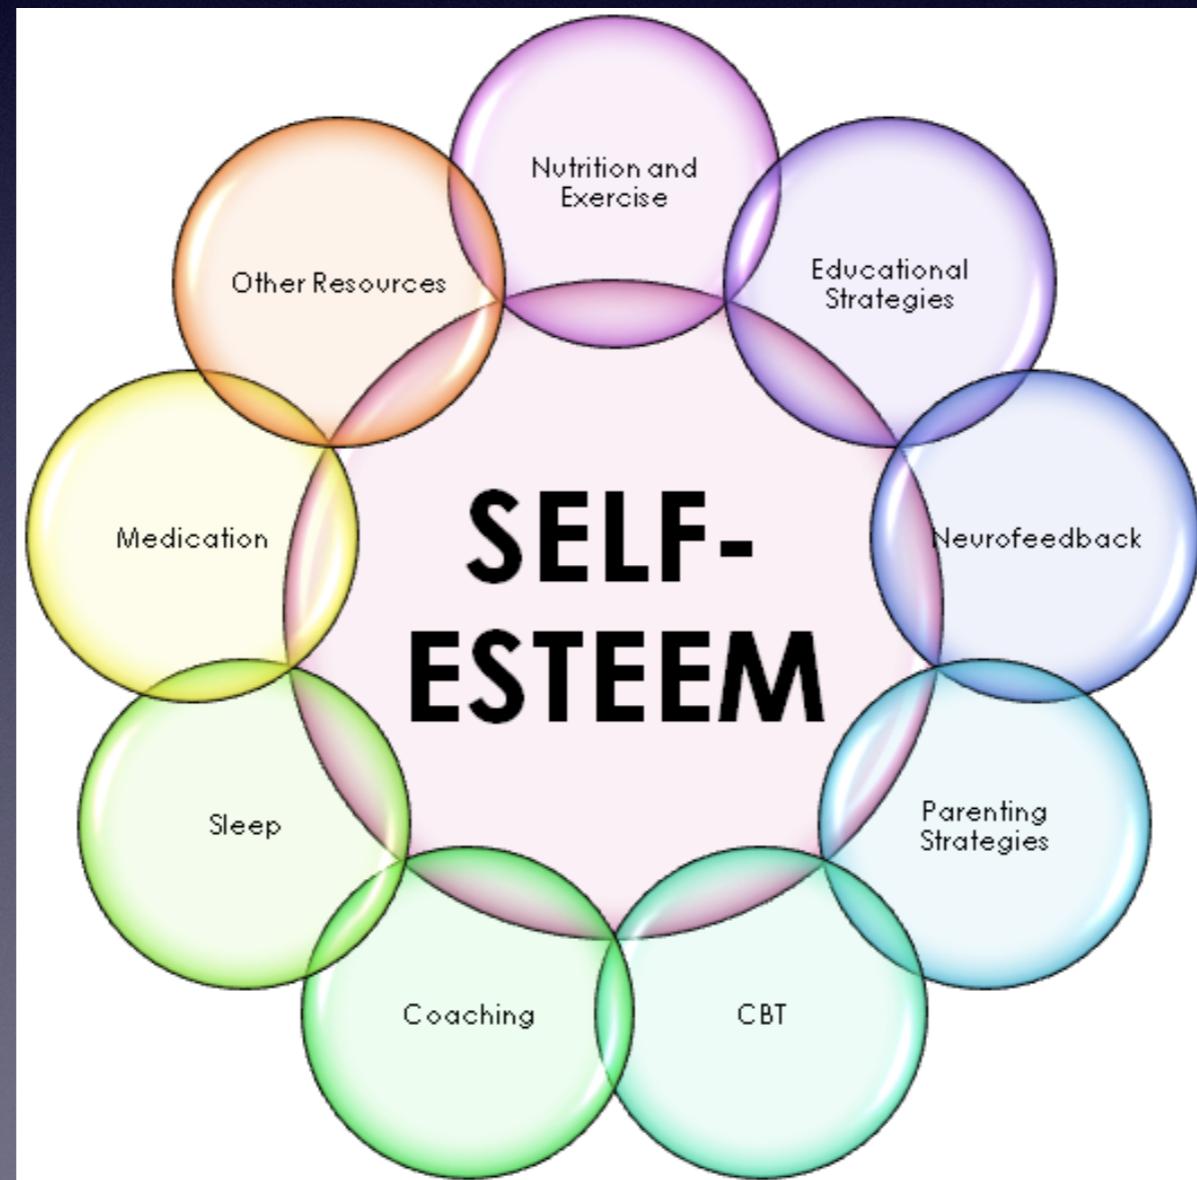 Nutrition and
Exercise
Educational
Strategies
Neurofeedback
Parenting
Strategies
CBT
Coaching
Sleep
Medication
Other Resources
SELF-
ESTEEM